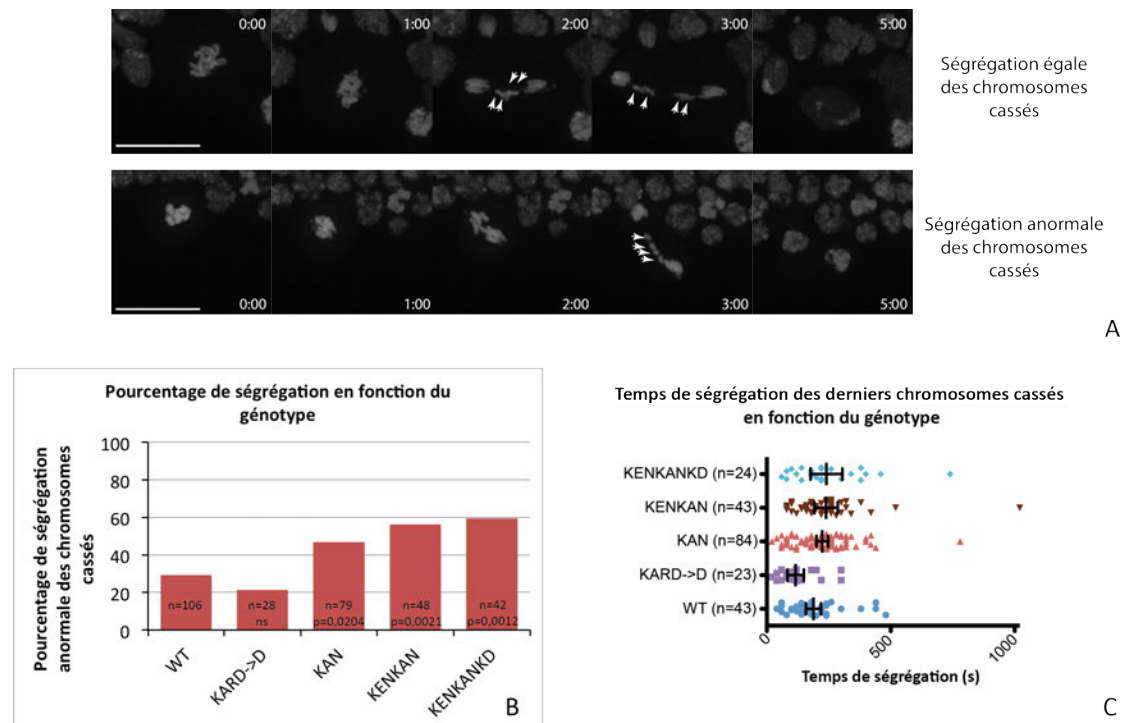 0:00 1:00 2:00 3:00 5:00
Ségrégation égale
des chromosomes
cassés
0:00 1:00 2:00 3:00 5:00
Ségrégation anormale
des chromosomes
cassés
A
Pourcentage de ségrégation en fonction du
génotype
Pourcentage de ségrégation
anormale des chromosomes
cassés
100
80
60
40
20
0
n=106
n=28
ns
n=79
p=0,0204
n=48
p=0,0021
n=42
p=0,0012
WT
KARD->D
KAN
KENKAN
KENKANKD
B
Temps de ségrégation des derniers chromosomes cassés
en fonction du génotype
KENKANKD (n=24)
KENKAN (n=43)
KAN (n=84)
KARD->D (n=23)
WT (n=43)
0
500
1000
Temps de ségrégation (s)
C